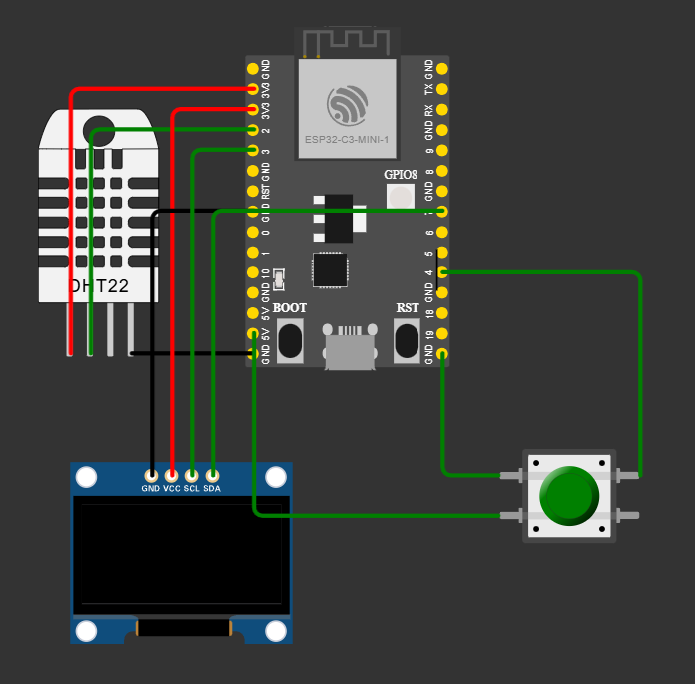 ESP32-C3-MINI-1
GND
3V3
3V3
2
3
GND
RST
GND
0
1
10
GND
5V
5V
GND
GND
TX
RX
GND
9
8
GND
7
6
5
4
GND
18
19
GND
GPIO8
BOOT
RST
DHT22
GND VCC SCL SDA